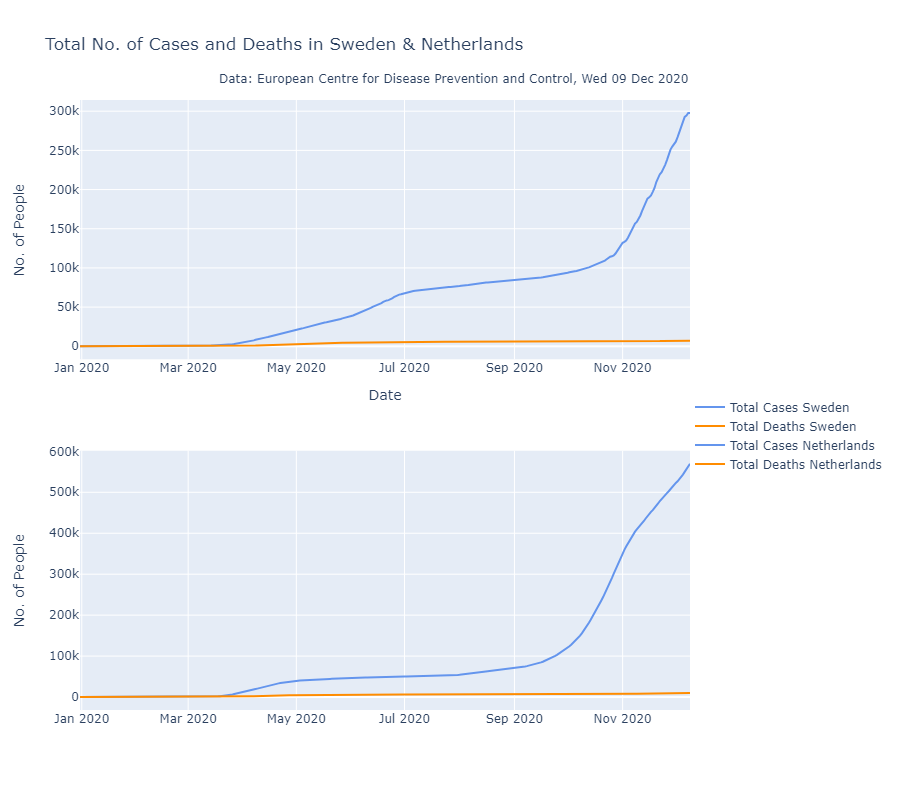 Total No. of Cases and Deaths in Sweden & Netherlands
Data: European Centre for Disease Prevention and Control, Wed 09 Dec 2020
No. of People
300k
250k
200k
150k
100k
50k
0
Jan 2020 Mar 2020 May 2020 Jul 2020 Sep 2020 Nov 2020
Date
Total Cases Sweden
Total Deaths Sweden
Total Cases Netherlands
Total Deaths Netherlands
No. of People
600k
500k
400k
300k
200k
100k
0
Jan 2020 Mar 2020 May 2020 Jul 2020 Sep 2020 Nov 2020